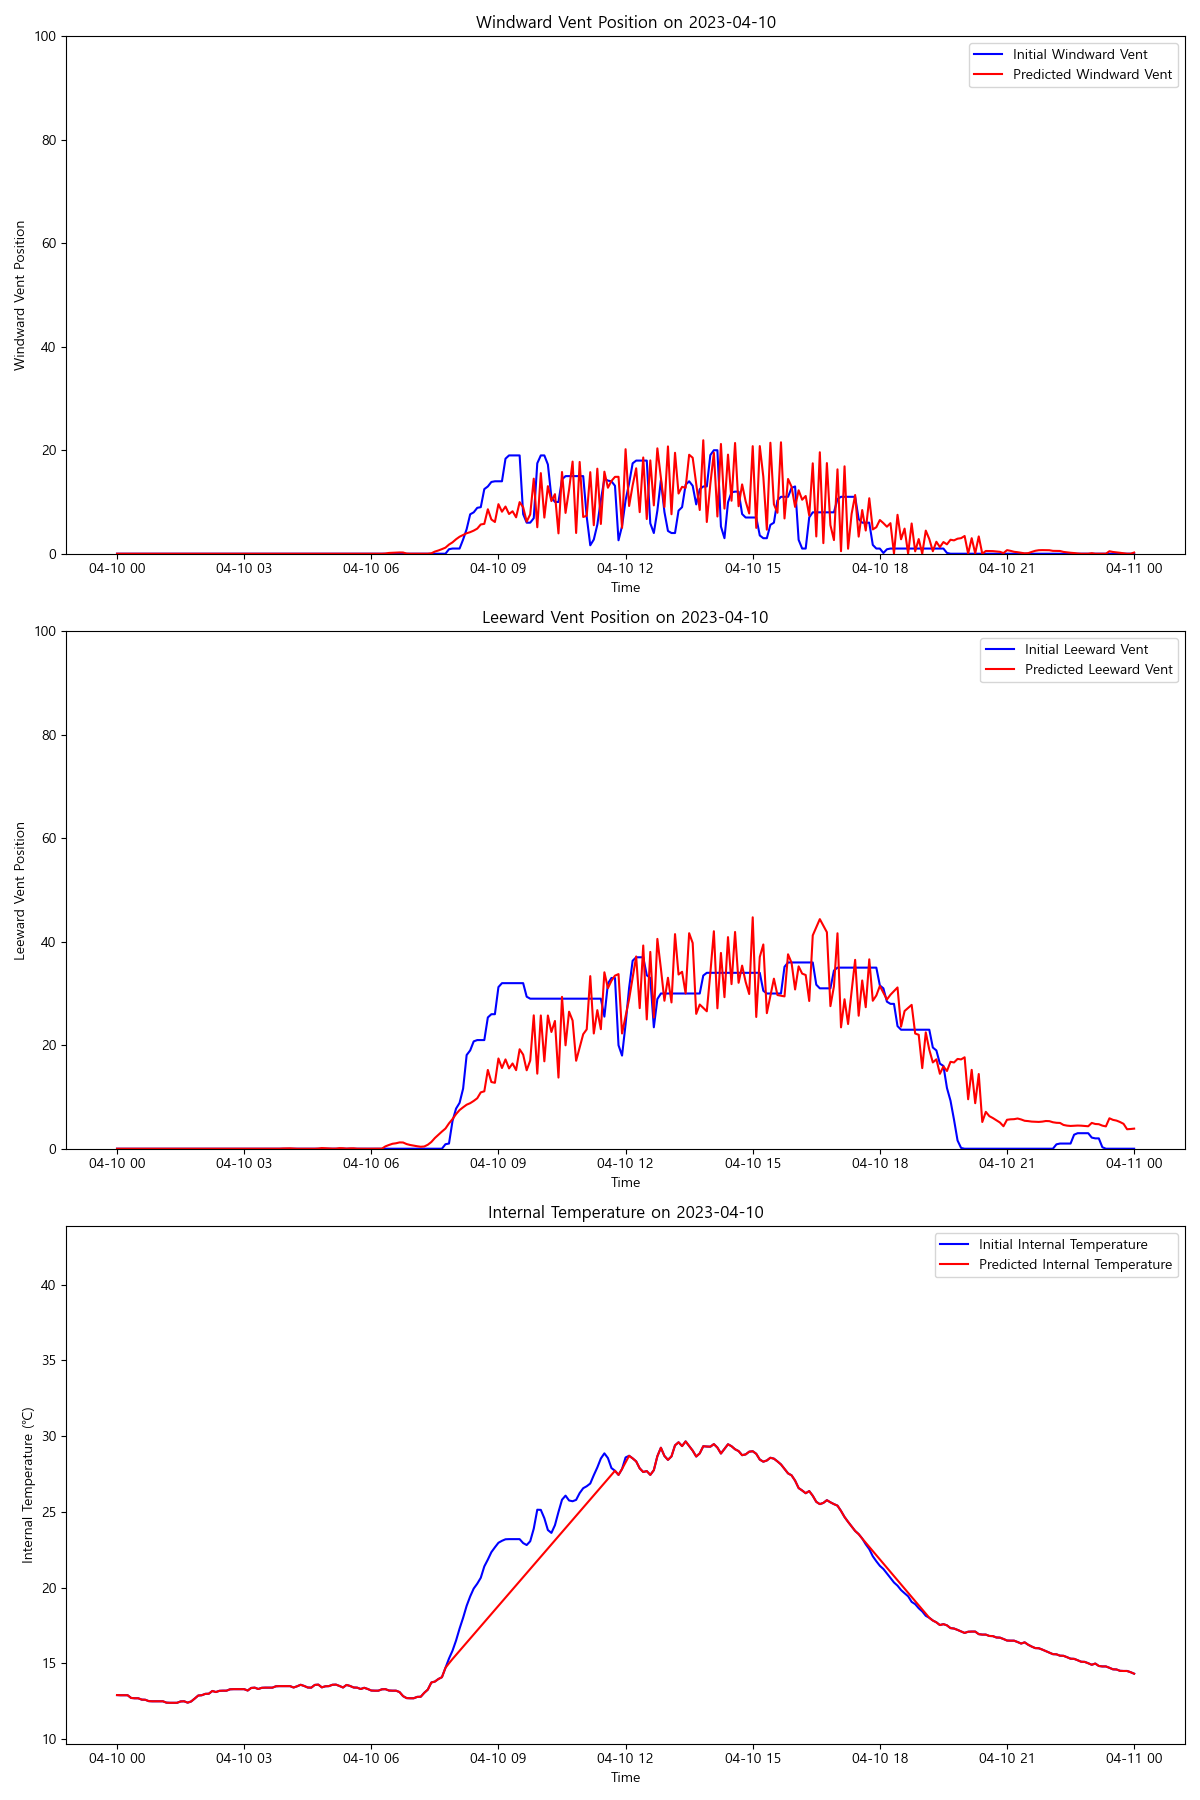 Windward Vent Position on 2023-04-10
100
80
60
40
20
0
Windward Vent Position
Initial Windward Vent
Predicted Windward Vent
04-10 00 04-10 03 04-10 06 04-10 09 04-10 12 04-10 15 04-10 18 04-10 21 04-11 00
Time
Leeward Vent Position on 2023-04-10
100
80
60
40
20
0
Leeward Vent Position
Initial Leeward Vent
Predicted Leeward Vent
04-10 00 04-10 03 04-10 06 04-10 09 04-10 12 04-10 15 04-10 18 04-10 21 04-11 00
Time
Internal Temperature on 2023-04-10
40
35
30
25
20
15
10
Internal Temperature (℃)
Initial Internal Temperature
Predicted Internal Temperature
04-10 00 04-10 03 04-10 06 04-10 09 04-10 12 04-10 15 04-10 18 04-10 21 04-11 00
Time